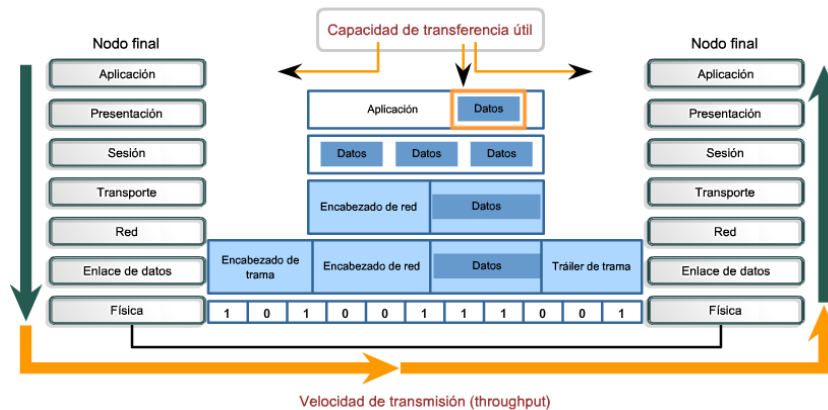 Capacidad de transferencia útil
Nodo final
Nodo final
Aplicación
Aplicación
Datos
Aplicación
Presentación
Presentación
Datos
Datos
Datos
Sesión
Sesión
Transporte
Encabezado de red
Datos
Transporte
Red
Red
Encabezado de
trama
Encabezado de red
Datos
Tráiler de trama
Enlace de datos
Enlace de datos
Física
1 0 1 0 0 1 1 1 0 0 1
Física
Velocidad de transmisión (throughput)